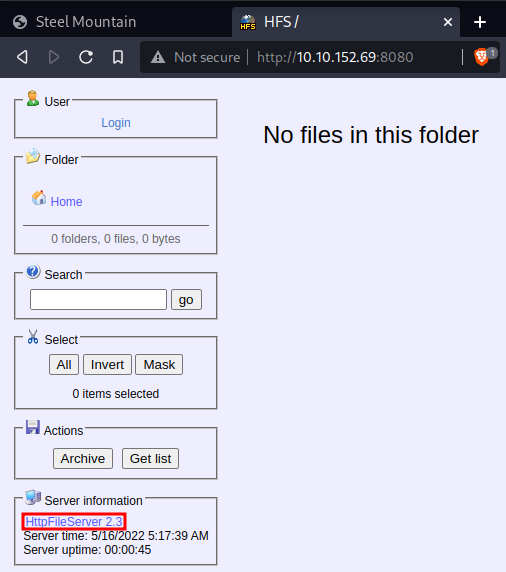 Steel Mountain
HFS /
Not secure
http://10.10.152.69:8080
1
User
Login
Folder
Home
0 folders, 0 files, 0 bytes
Search
go
Select
All
Invert
Mask
0 items selected
Actions
Archive
Get list
Server information
HttpFileServer 2.3
Server time: 5/16/2022 5:17:39 AM
Server uptime: 00:00:45
No files in this folder